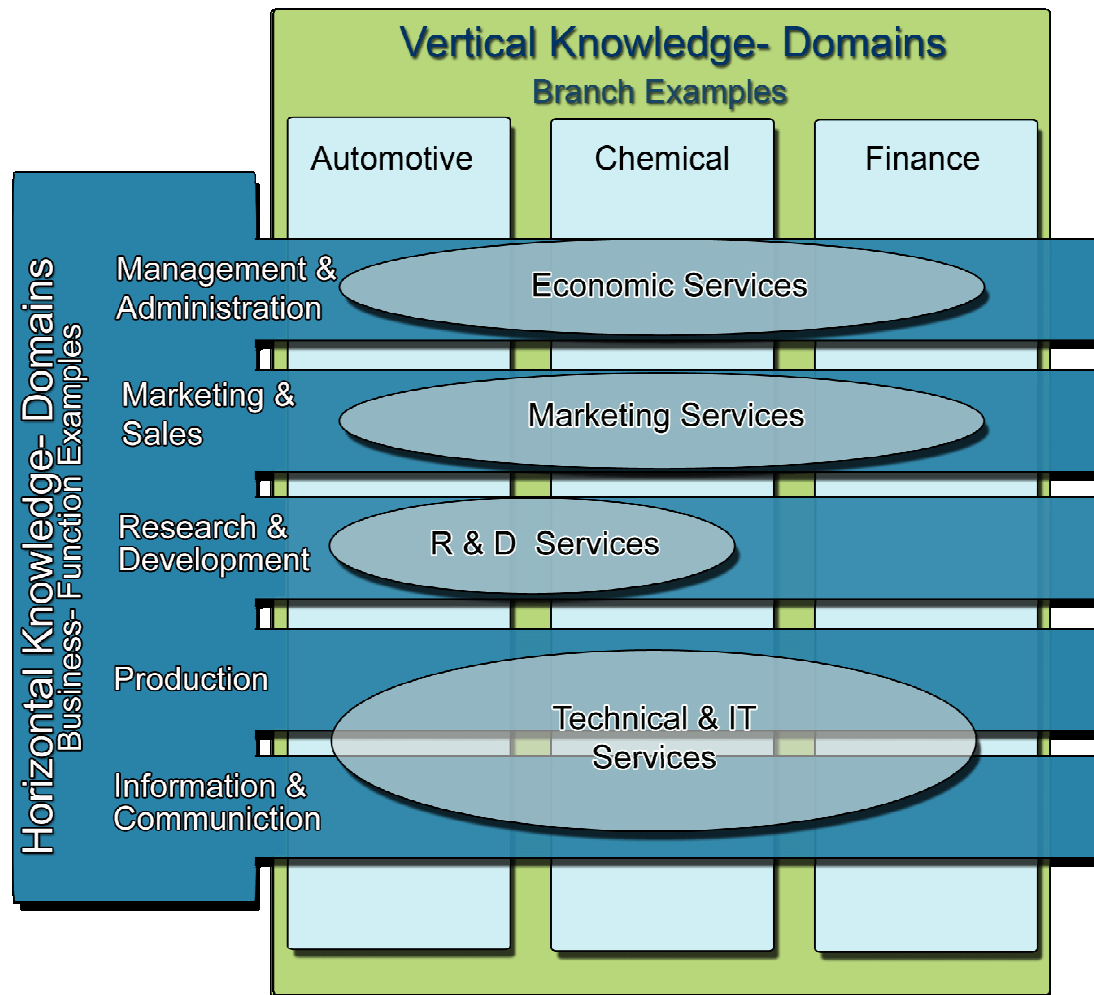 Vertical Knowledge- Domains
Branch Examples
Automotive
Chemical
Finance
Horizontal Knowledge- Domains
Business- Function Examples
Management &
Administration
Economic Services
Marketing &
Sales
Marketing Services
Research &
Development
R & D  Services
Production
Technical & IT
Services
Information &
Communiction